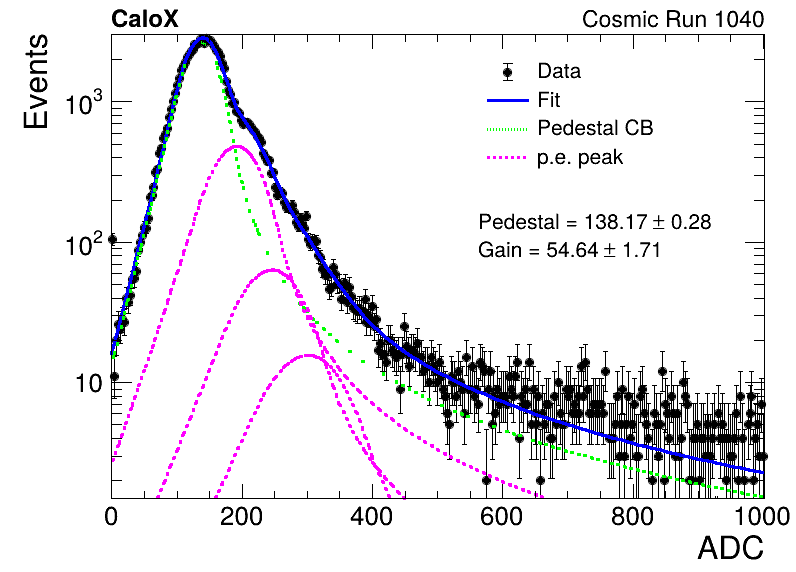 CaloX Cosmic Run 1040
Events
10³
10²
10
Data
Fit
Pedestal CB
p.e. peak
Pedestal = 138.17 ± 0.28
Gain = 54.64 ± 1.71
0 200 400 600 800 1000
ADC